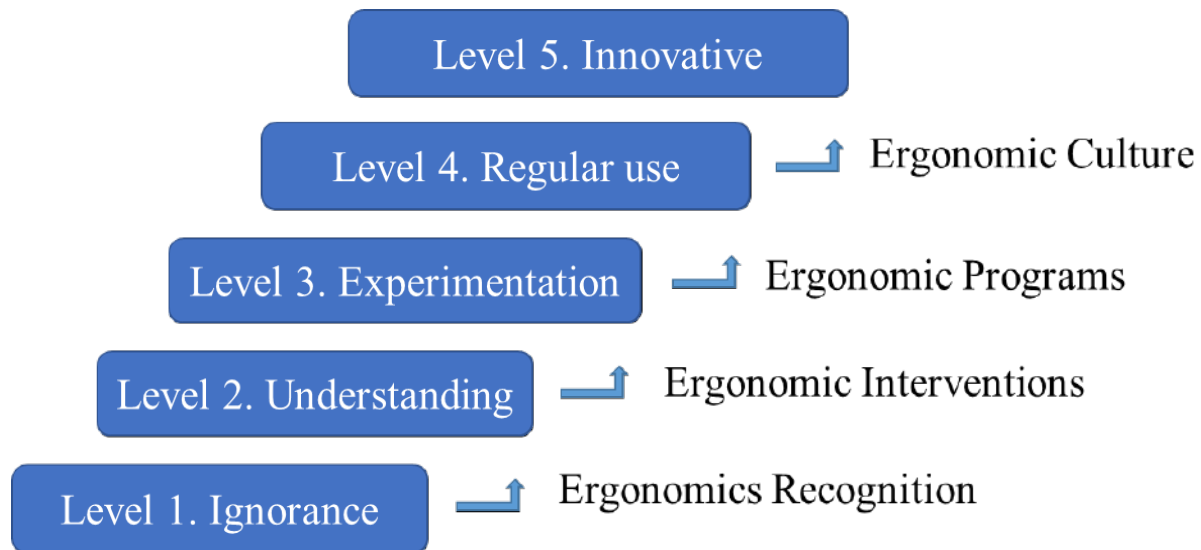 Level 5. Innovative
Level 4. Regular use
Ergonomic Culture
Level 3. Experimentation
Ergonomic Programs
Level 2. Understanding
Ergonomic Interventions
Level 1. Ignorance
Ergonomics Recognition